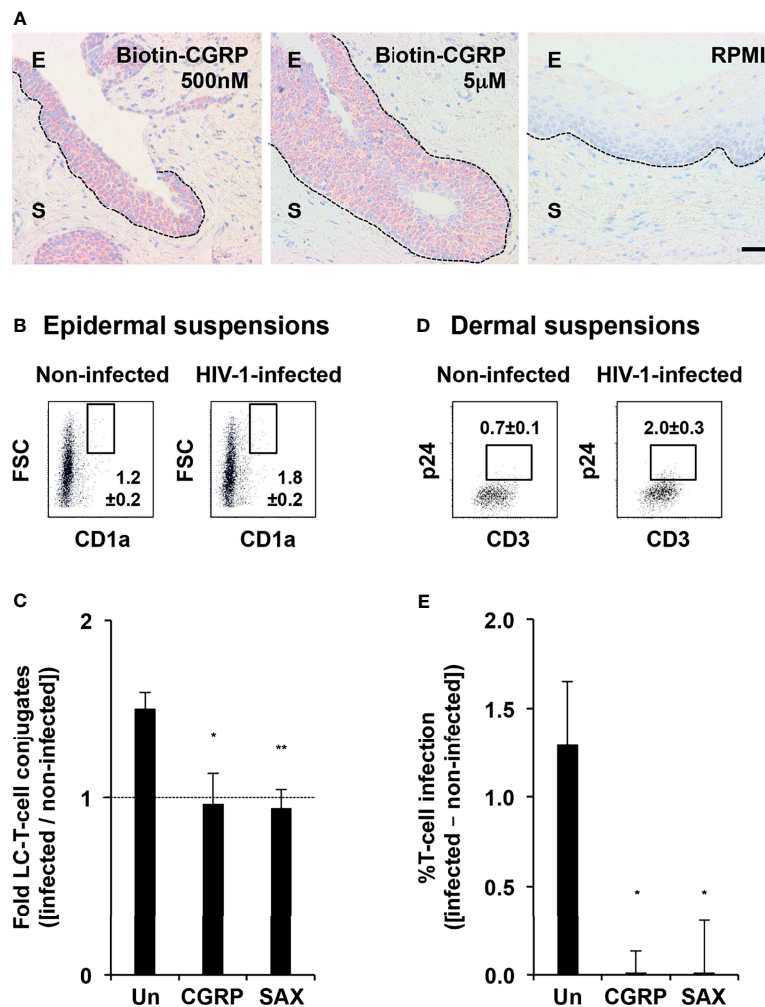 A
E
Biotin-CGRP
500nM
S
E
Biotin-CGRP
5μM
S
E
RPMI
S
B Epidermal suspensions
Non-infected
HIV-1-infected
FSC
1.2
±0.2
CD1a
FSC
1.8
±0.2
CD1a
D Dermal suspensions
Non-infected
HIV-1-infected
p24
0.7±0.1
CD3
p24
2.0±0.3
CD3
C
Fold LC-T-cell conjugates
([infected / non-infected])
2
1
0
*
**
Un CGRP SAX
E
%T-cell infection
([infected – non-infected])
2.0
1.5
1.0
0.5
0.0
*
*
Un CGRP SAX